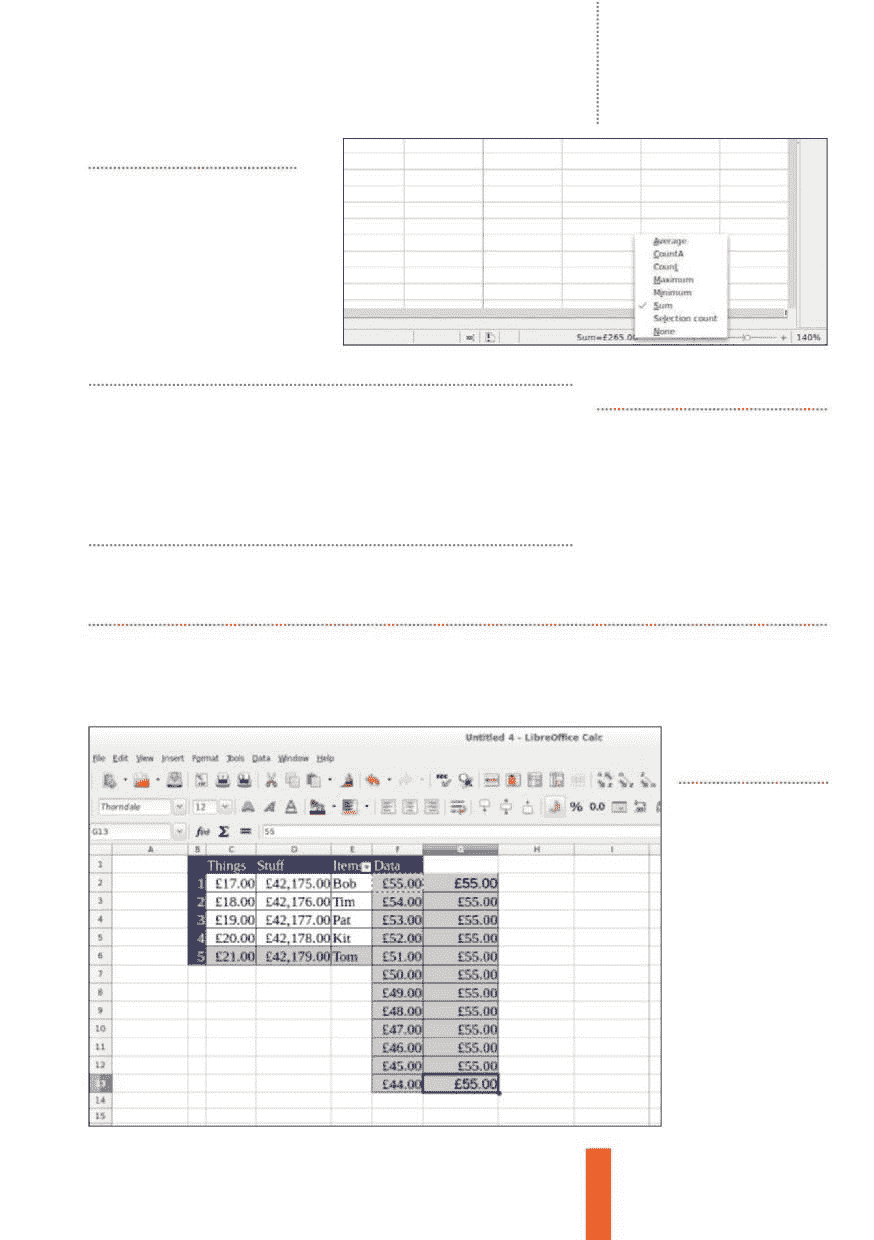 Average
CountA
Count
Maximum
Minimum
✓ Sum
Selection count
None
Sum=£265.00
+ 140%
Untitled 4 - LibreOffice Calc
File Edit View Insert Format Tools Data Window Help
Thorndale 12 % 0.0
G13 f(x) Σ = 55
A B C D E F G H I
1 Things Stuff Items Data
2 1 £17.00 £42,175.00 Bob £55.00 £55.00
3 2 £18.00 £42,176.00 Tim £54.00 £55.00
4 3 £19.00 £42,177.00 Pat £53.00 £55.00
5 4 £20.00 £42,178.00 Kit £52.00 £55.00
6 5 £21.00 £42,179.00 Tom £51.00 £55.00
7 £50.00 £55.00
8 £49.00 £55.00
9 £48.00 £55.00
10 £47.00 £55.00
11 £46.00 £55.00
12 £45.00 £55.00
13 £44.00 £55.00
14
15